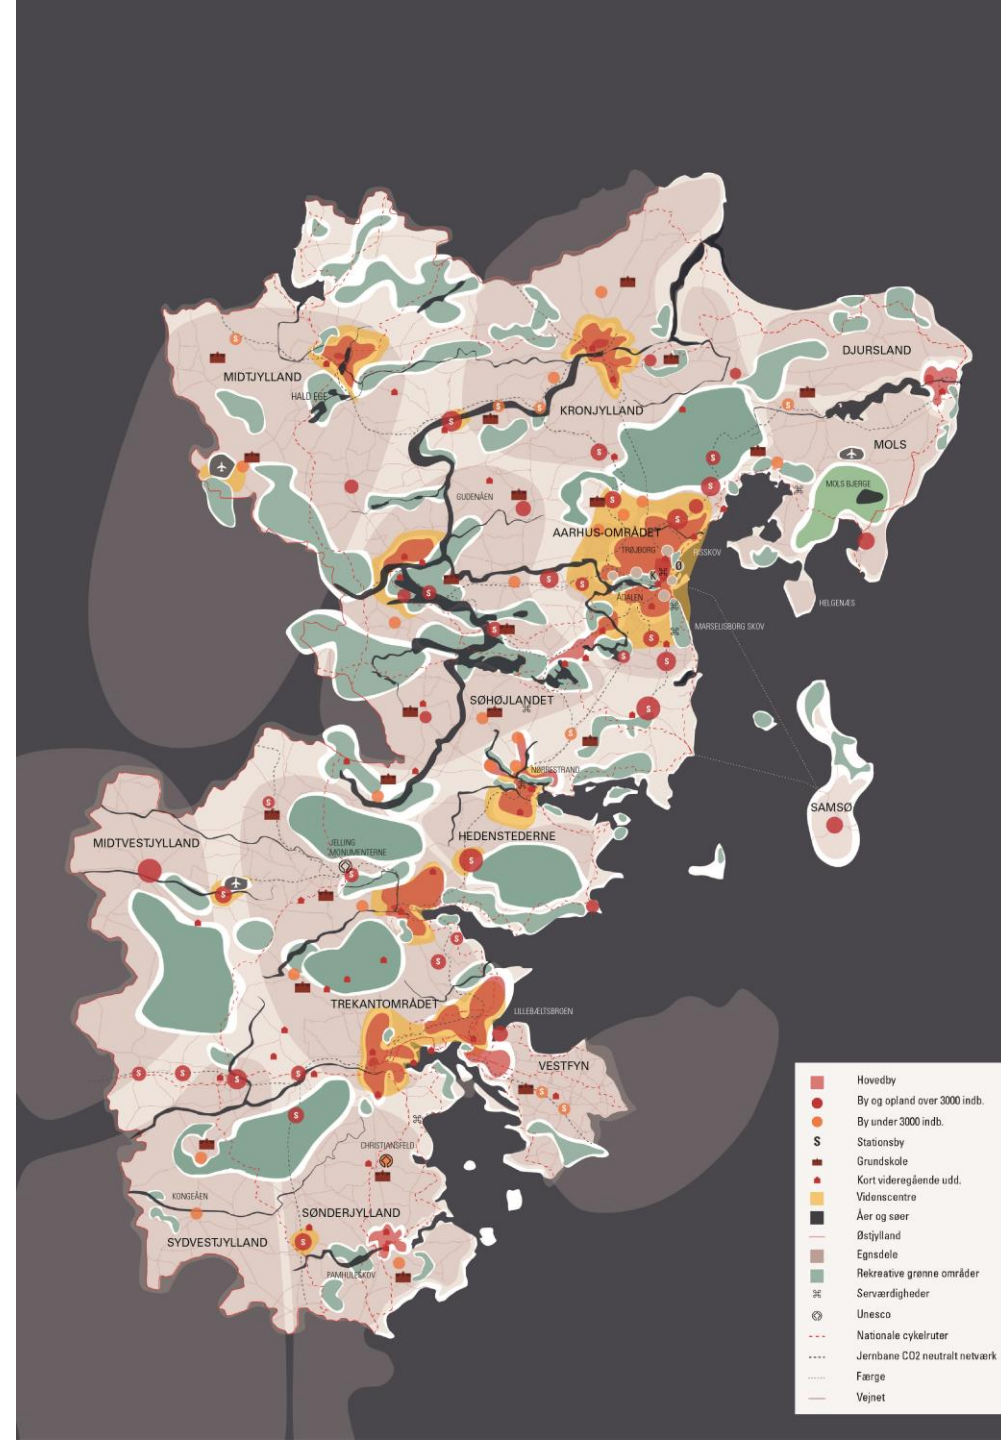 DJURSLAND
MIDTJYLLAND
HALD EGE
KRONJYLLAND
S
S
S
S
MOLS
S
S
S
MOLS BJERGE
GUDENÅEN
S
S
S
AARHUS-OMRÅDET
TRØJBORG
RISSKOV
Ø
K
S
S
ÅDALEN
S
HELGENÆS
MARSELISBORG SKOV
S
S
S
S
SØHØJLANDET
S
S
NØRRESTRAND
S
SAMSØ
MIDTVESTJYLLAND
HEDENSTEDERNE
JELLING
MONUMENTERNE
S
S
S
S
S
TREKANTOMRÅDET
LILLEBÆLTSBROEN
VESTFYN
S
S
S
S
S
S
S
CHRISTIANSFELD
KONGEÅEN
SØNDERJYLLAND
SYDVESTJYLLAND
S
PAMHULESKOV
Hovedby
By og opland over 3000 indb.
By under 3000 indb.
S Stationsby
Grundskole
Kort videregående udd.
Videnscentre
Åer og søer
Østjylland
Egnsdele
Rekreative grønne områder
Serværdigheder
Unesco
Nationale cykelruter
Jernbane CO2 neutralt netværk
Færge
Vejnet